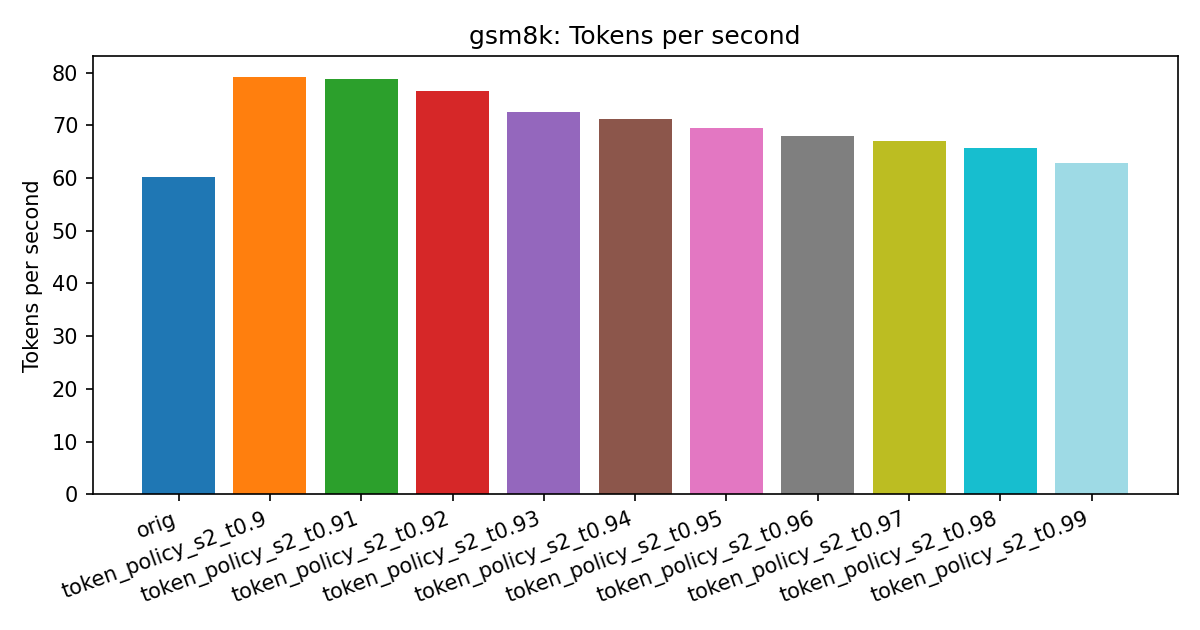 gsm8k: Tokens per second
Tokens per second
80
70
60
50
40
30
20
10
0
orig
token_policy_s2_t0.9
token_policy_s2_t0.91
token_policy_s2_t0.92
token_policy_s2_t0.93
token_policy_s2_t0.94
token_policy_s2_t0.95
token_policy_s2_t0.96
token_policy_s2_t0.97
token_policy_s2_t0.98
token_policy_s2_t0.99